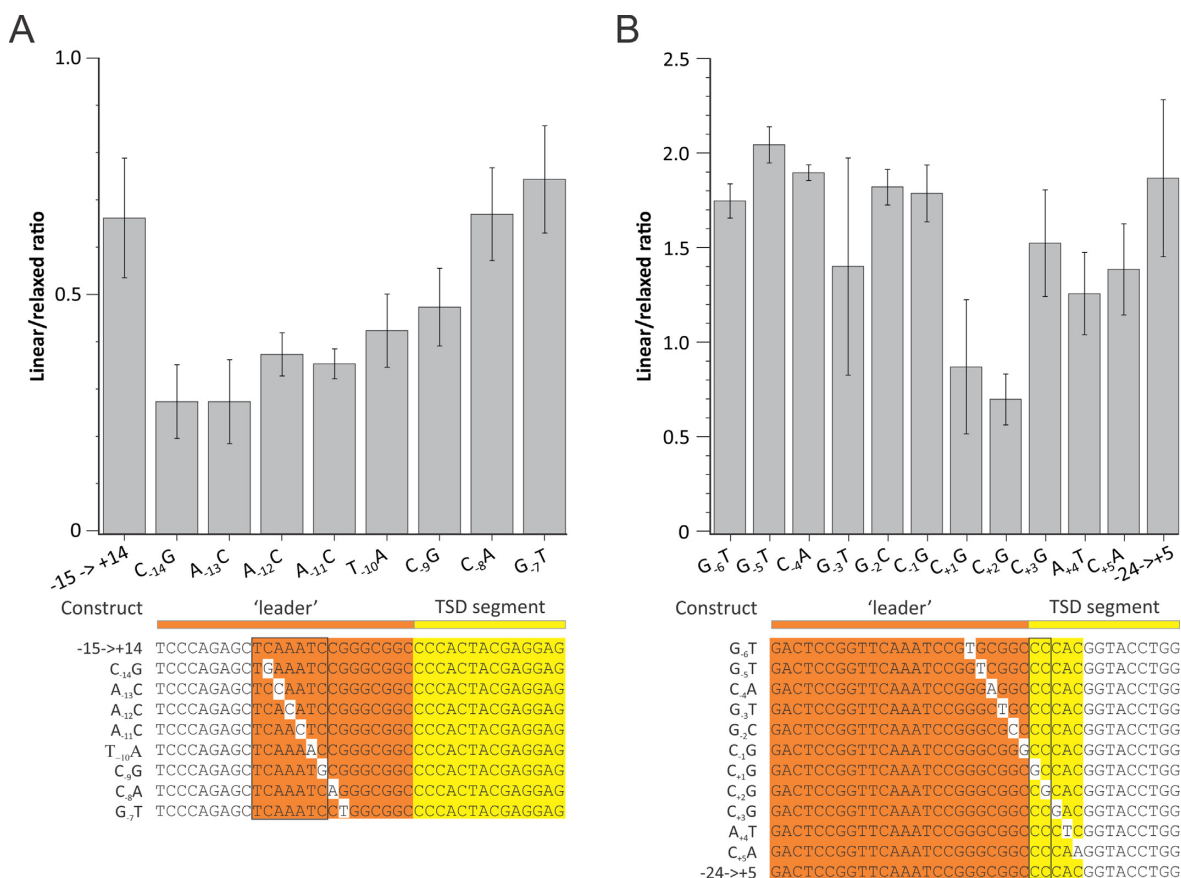 A
1.0
0.5
0
Linear/relaxed ratio
-15 -> +14
C-14G
A-13C
A-12C
A-11C
T-10A
C-9G
C-8A
G-7T
Construct 'leader' TSD segment
-15->+14 TCCCAGAGCTCAAATCCGGGCGGCCCCACTACGAGGAG
C-14G TCCCAGAGCTGAAATCCGGGCGGCCCCACTACGAGGAG
A-13C TCCCAGAGCTCCAATCCGGGCGGCCCCACTACGAGGAG
A-12C TCCCAGAGCTCACATCCGGGCGGCCCCACTACGAGGAG
A-11C TCCCAGAGCTCAACTCCGGGCGGCCCCACTACGAGGAG
T-10A TCCCAGAGCTCAAAACCGGGCGGCCCCACTACGAGGAG
C-9G TCCCAGAGCTCAAATGCGGGCGGCCCCACTACGAGGAG
C-8A TCCCAGAGCTCAAATCAGGGCGGCCCCACTACGAGGAG
G-7T TCCCAGAGCTCAAATCCTGGCGGCCCCACTACGAGGAG
B
2.5
2.0
1.5
1.0
0.5
0
Linear/relaxed ratio
G-6T
G-5T
C-4A
G-3T
G-2C
C-1G
C+1G
C+2G
C+3G
A+4T
C+5A
-24->+5
Construct 'leader' TSD segment
G-6T GACTCCGGTTCAAATCCGTGCGGCCCCACGGTACCTGG
G-5T GACTCCGGTTCAAATCCGGTCGGCCCCACGGTACCTGG
C-4A GACTCCGGTTCAAATCCGGGAGGCCCCACGGTACCTGG
G-3T GACTCCGGTTCAAATCCGGGCTGCCCCACGGTACCTGG
G-2C GACTCCGGTTCAAATCCGGGCGCCCCCACGGTACCTGG
C-1G GACTCCGGTTCAAATCCGGGCGGGCCCACGGTACCTGG
C+1G GACTCCGGTTCAAATCCGGGCGGCGCCACGGTACCTGG
C+2G GACTCCGGTTCAAATCCGGGCGGCCGCACGGTACCTGG
C+3G GACTCCGGTTCAAATCCGGGCGGCCCGACGGTACCTGG
A+4T GACTCCGGTTCAAATCCGGGCGGCCCCTCGGTACCTGG
C+5A GACTCCGGTTCAAATCCGGGCGGCCCCAAGGTACCTGG
-24->+5 GACTCCGGTTCAAATCCGGGCGGCCCCACGGTACCTGG